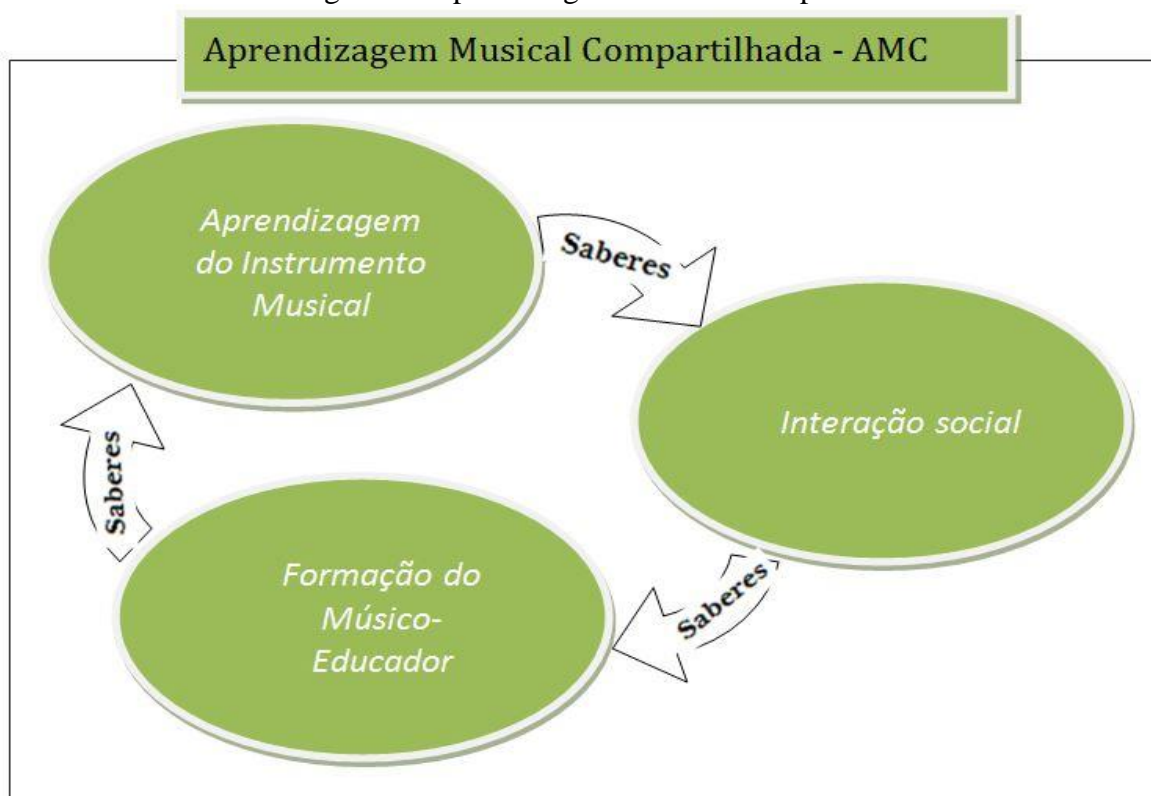 Aprendizagem Musical Compartilhada - AMC
Aprendizagem
do Instrumento
Musical
Saberes
Interação social
Saberes
Formação do
Músico-
Educador
Saberes